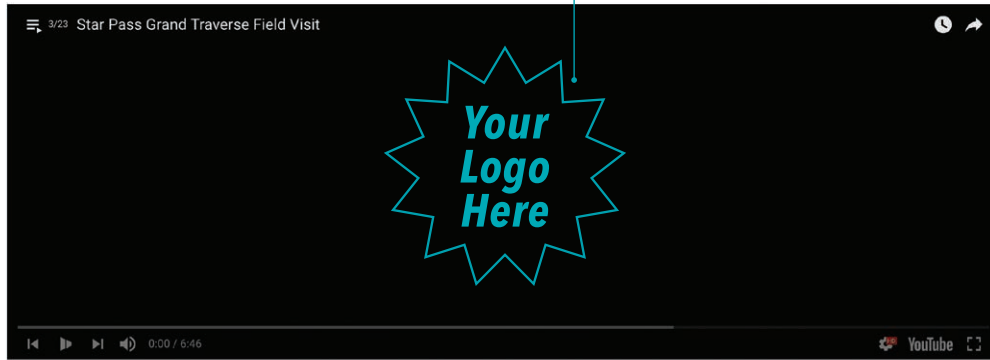 3/23 Star Pass Grand Traverse Field Visit
Your
Logo
Here
0:00 / 6:46
YouTube